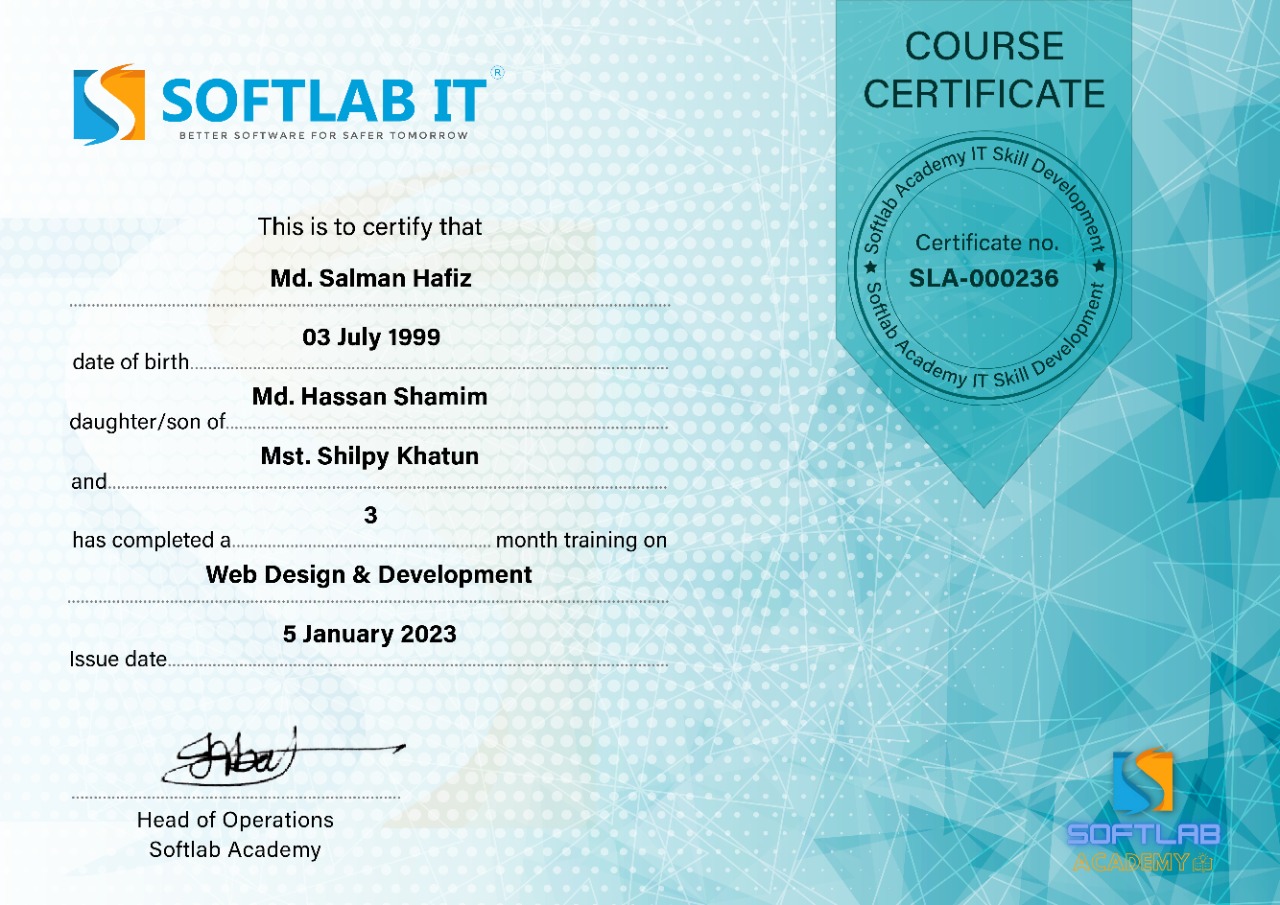 SOFTLAB IT ®
BETTER SOFTWARE FOR SAFER TOMORROW
COURSE
CERTIFICATE
Softlab Academy IT Skill Development
Certificate no.
SLA-000236
Softlab Academy IT Skill Development
This is to certify that
Md. Salman Hafiz
03 July 1999
date of birth
Md. Hassan Shamim
daughter/son of
Mst. Shilpy Khatun
and
3
has completed a month training on
Web Design & Development
5 January 2023
Issue date
Head of Operations
Softlab Academy
SOFTLAB
ACADEMY